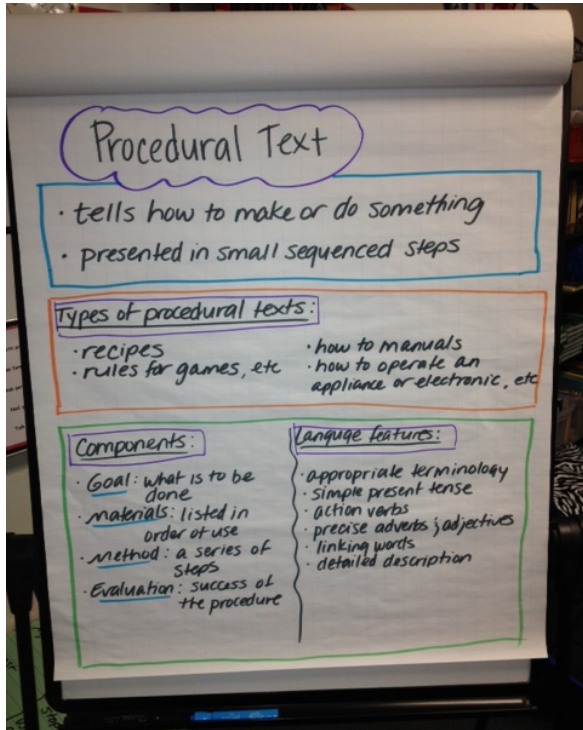 Procedural Text
· tells how to make or do something
· presented in small sequenced steps
Types of procedural texts:
· recipes
· rules for games, etc
· how to manuals
· how to operate an
appliance or electronic, etc
Components:
· Goal: what is to be
done
· Materials: listed in
order of use
· Method: a series of
steps
· Evaluation: success of
the procedure
Languge features:
· appropriate terminology
· simple present tense
· action verbs
· precise adverbs & adjectives
· linking words
· detailed description